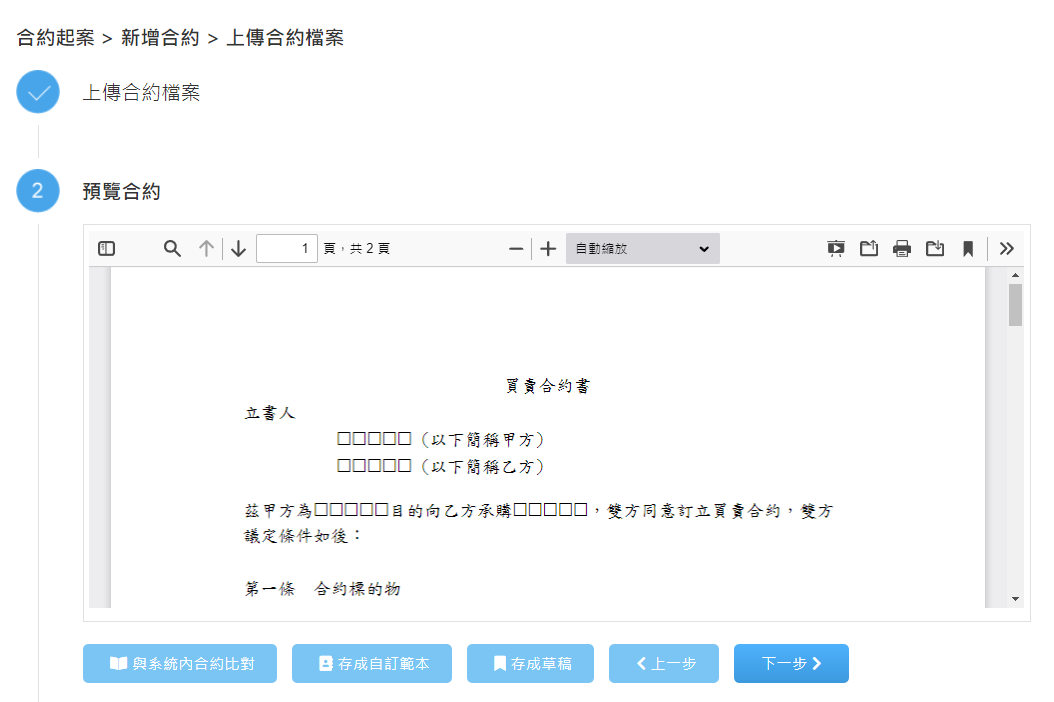 合約起案 > 新增合約 > 上傳合約檔案
上傳合約檔案
2 預覽合約
1 頁，共 2 頁 自動縮放
買賣合約書
立書人
□□□□□（以下簡稱甲方）
□□□□□（以下簡稱乙方）
茲甲方為□□□□□目的向乙方承購□□□□□，雙方同意訂立買賣合約，雙方
議定條件如後：
第一條　合約標的物
與系統內合約比對 存成自訂範本 存成草稿 上一步 下一步